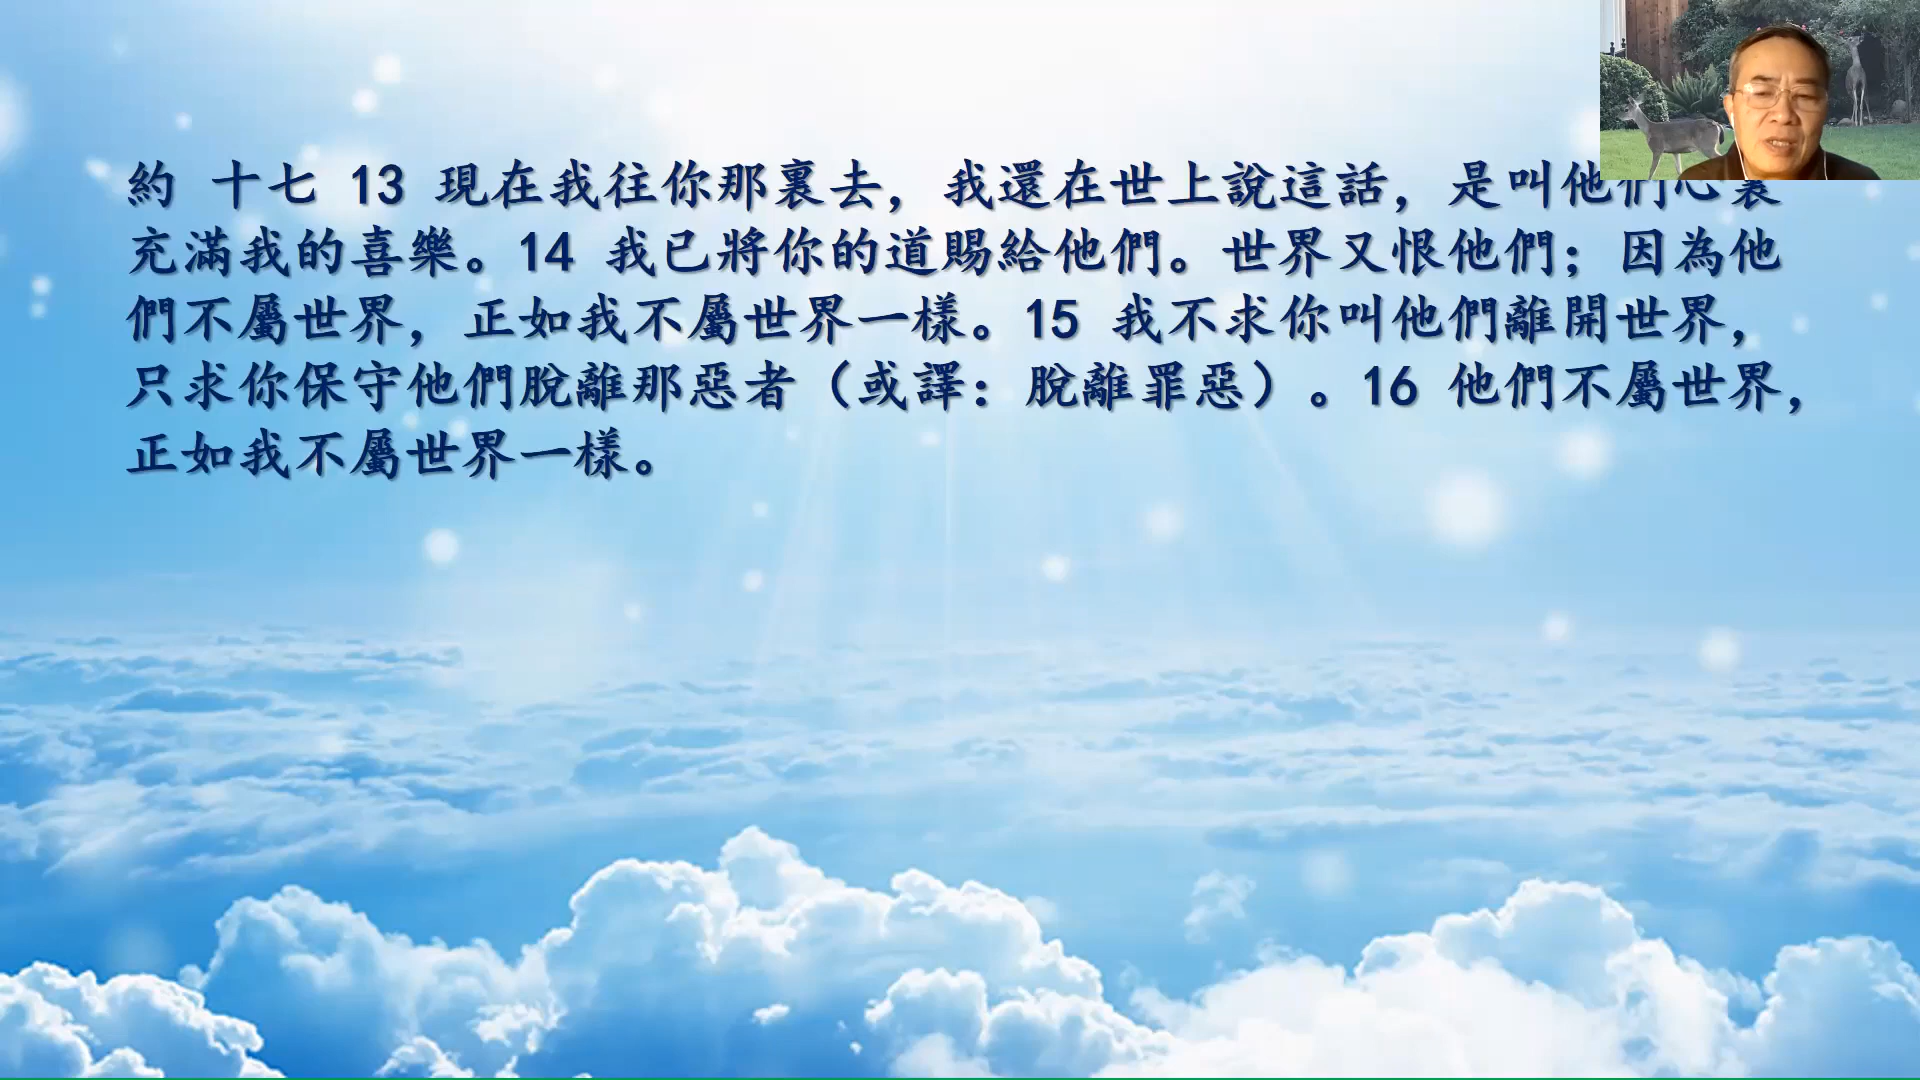 約 十七 13 現在我往你那裏去，我還在世上說這話，是叫他們心裏
充滿我的喜樂。14 我已將你的道賜給他們。世界又恨他們；因為他
們不屬世界，正如我不屬世界一樣。15 我不求你叫他們離開世界，
只求你保守他們脫離那惡者（或譯：脫離罪惡）。16 他們不屬世界，
正如我不屬世界一樣。